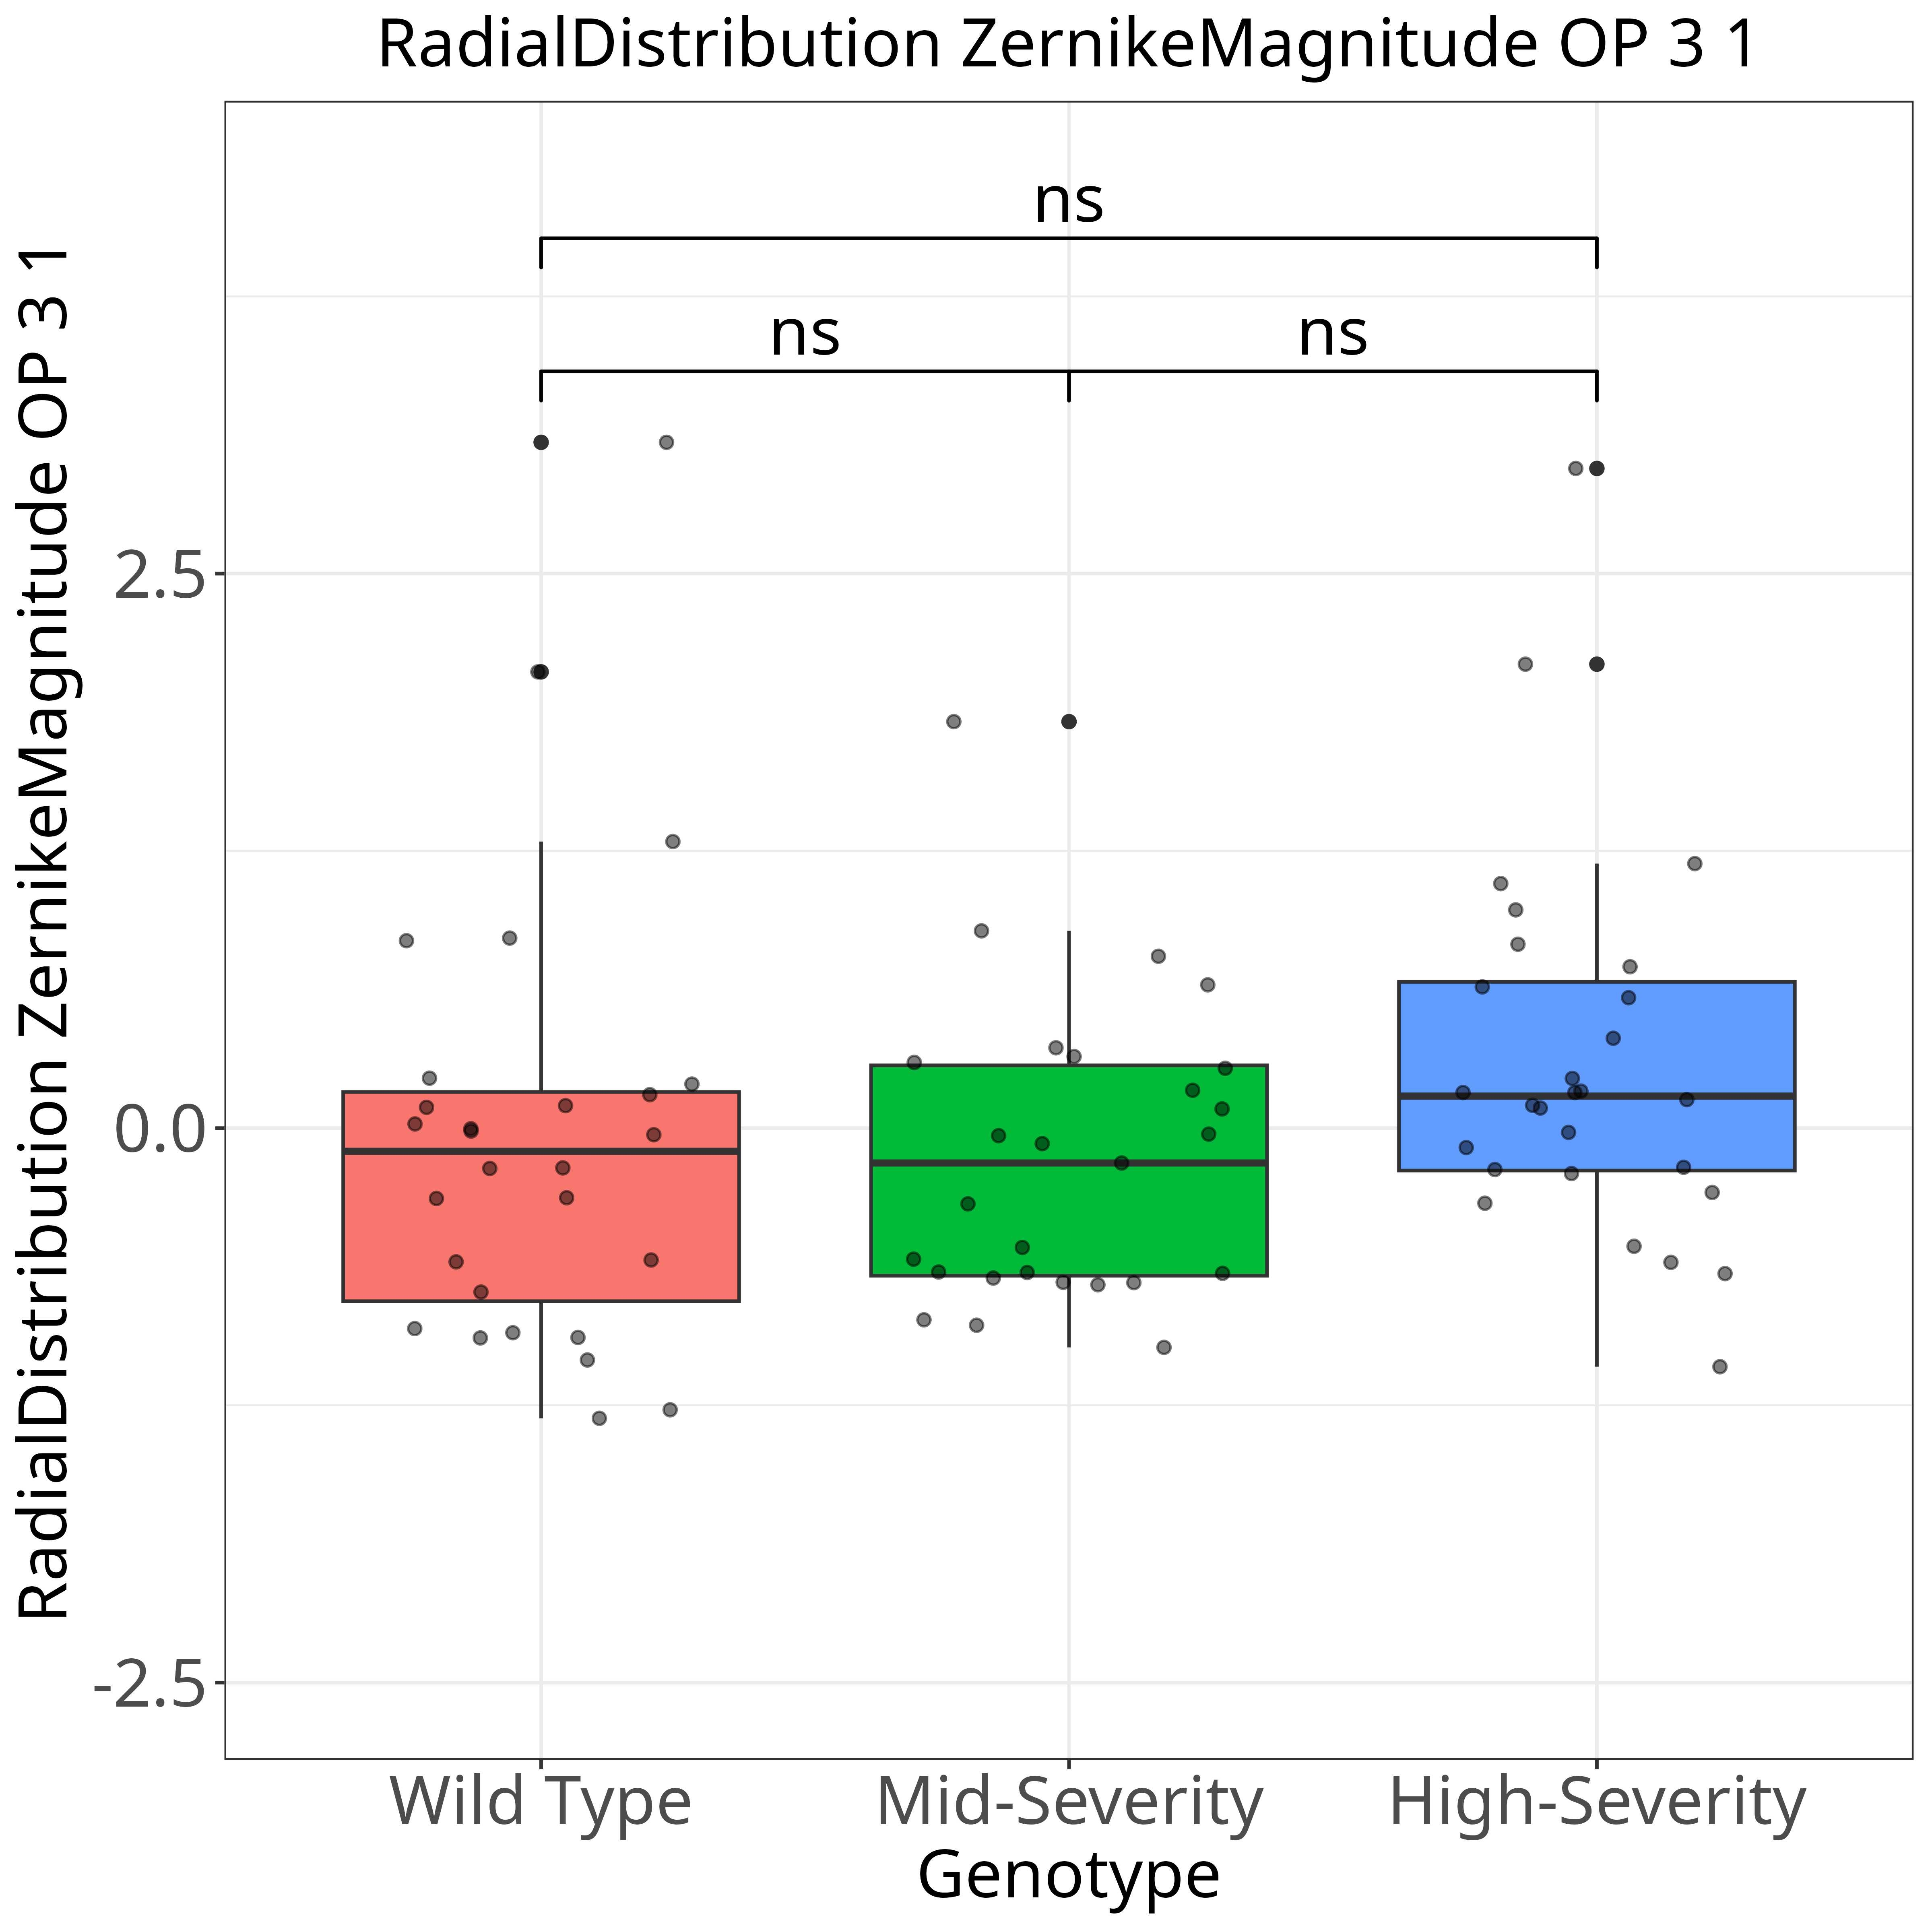 RadialDistribution ZernikeMagnitude OP 3 1
RadialDistribution ZernikeMagnitude OP 3 1
ns
ns ns
2.5
0.0
-2.5
Wild Type Mid-Severity High-Severity
Genotype